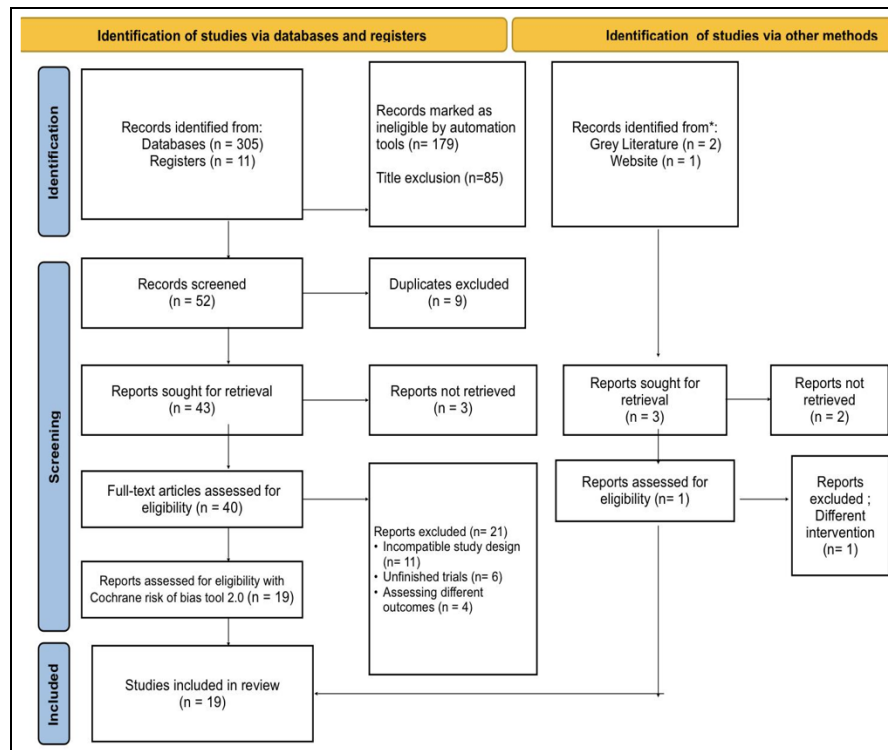 Identification of studies via databases and registers
Identification of studies via other methods
Identification
Records identified from:
Databases (n = 305)
Registers (n = 11)
Records marked as
ineligible by automation
tools (n= 179)
Title exclusion (n=85)
Records identified from*:
Grey Literature (n = 2)
Website (n = 1)
Screening
Records screened
(n = 52)
Duplicates excluded
(n = 9)
Reports sought for retrieval
(n = 43)
Reports not retrieved
(n = 3)
Reports sought for
retrieval
(n = 3)
Reports not
retrieved
(n = 2)
Full-text articles assessed for
eligibility (n = 40)
Reports excluded (n= 21)
• Incompatible study design
(n= 11)
• Unfinished trials (n= 6)
• Assessing different
outcomes (n = 4)
Reports assessed for
eligibility (n= 1)
Reports
excluded ;
Different
intervention
(n= 1)
Reports assessed for eligibility with
Cochrane risk of bias tool 2.0 (n = 19)
Included
Studies included in review
(n = 19)